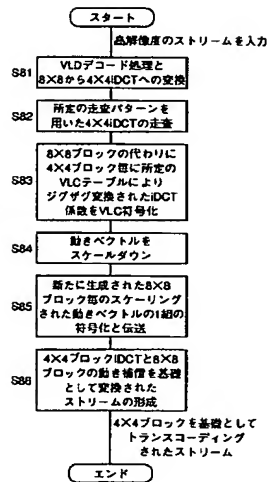 スタート
高解像度のストリームを入力
S81
VLDデコード処理と
8×8から4×4iDCTへの変換
S82
所定の走査パターンを
用いた4×4iDCTの走査
S83
8×8ブロックの代わりに
4×4ブロック毎に所定の
VLCテーブルにより
ジグザグ変換されたiDCT
係数をVLC符号化
S84
動きベクトルを
スケールダウン
S85
新たに生成された8×8
ブロック毎のスケーリング
された動きベクトルの1組の
符号化と伝送
S86
4×4ブロックiDCTと8×8
ブロックの動き補償を基礎
として変換された
ストリームの形成
4×4ブロックを基礎として
トランスコーディング
されたストリーム
エンド